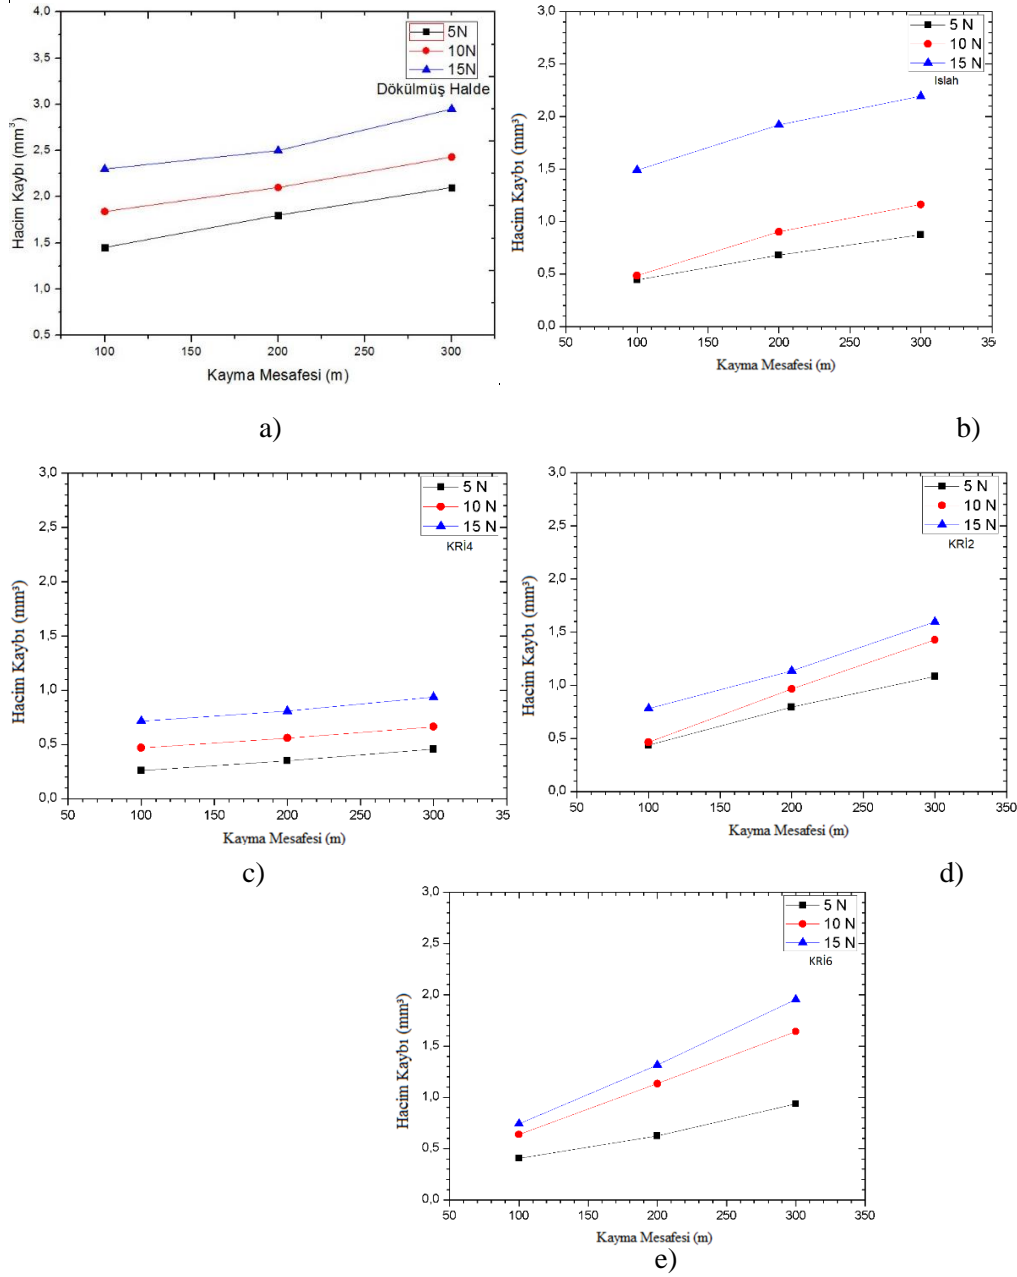 4,0
3,5
3,0
2,5
2,0
1,5
1,0
0,5
Hacim Kaybı (mm³)
5N
10N
15N
Dökülmüş Halde
100 150 200 250 300
Kayma Mesafesi (m)
a)
3,0
2,5
2,0
1,5
1,0
0,5
0,0
Hacim Kaybı (mm³)
5 N
10 N
15 N
Islah
50 100 150 200 250 300 35
Kayma Mesafesi (m)
b)
3,0
2,5
2,0
1,5
1,0
0,5
0,0
Hacim Kaybı (mm³)
5 N
10 N
15 N
KRİ4
50 100 150 200 250 300 35
Kayma Mesafesi (m)
c)
3,0
2,5
2,0
1,5
1,0
0,5
0,0
Hacim Kaybı (mm³)
5 N
10 N
15 N
KRİ2
50 100 150 200 250 300 350
Kayma Mesafesi (m)
d)
3,0
2,5
2,0
1,5
1,0
0,5
0,0
Hacim Kaybı (mm³)
5 N
10 N
15 N
KRİ6
50 100 150 200 250 300 350
Kayma Mesafesi (m)
e)